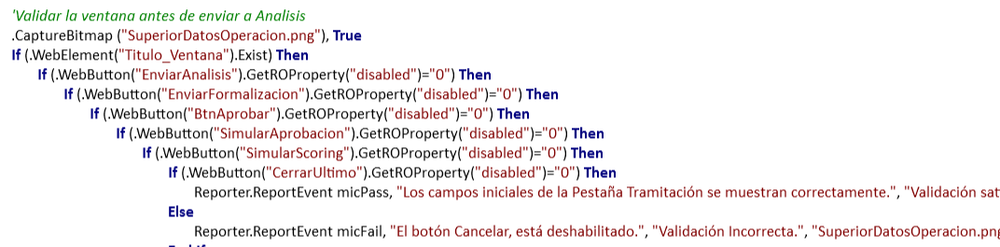 'Validar la ventana antes de enviar a Analisis
.CaptureBitmap ("SuperiorDatosOperacion.png"), True
If (.WebElement("Titulo_Ventana").Exist) Then
If (.WebButton("EnviarAnalisis").GetROProperty("disabled")="0") Then
If (.WebButton("EnviarFormalizacion").GetROProperty("disabled")="0") Then
If (.WebButton("BtnAprobar").GetROProperty("disabled")="0") Then
If (.WebButton("SimularAprobacion").GetROProperty("disabled")="0") Then
If (.WebButton("SimularScoring").GetROProperty("disabled")="0") Then
If (.WebButton("CerrarUltimo").GetROProperty("disabled")="0") Then
Reporter.ReportEvent micPass, "Los campos iniciales de la Pestaña Tramitación se muestran correctamente.", "Validación sat
Else
Reporter.ReportEvent micFail, "El botón Cancelar, está deshabilitado.", "Validación Incorrecta.", "SuperiorDatosOperacion.png